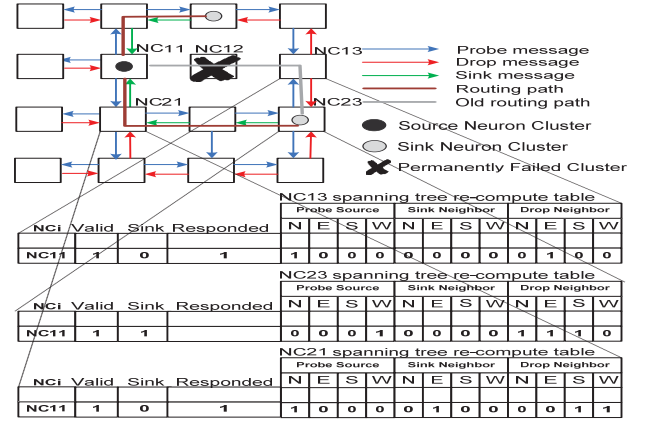 NC11
NC12
NC13
NC21
NC23
Probe message
Drop message
Sink message
Routing path
Old routing path
Source Neuron Cluster
Sink Neuron Cluster
Permanently Failed Cluster
NC13 spanning tree re-compute table
Probe Source Sink Neighbor Drop Neighbor
NCi Valid Sink Responded N E S W N E S W N E S W
NC11 1 0 1 1 0 0 0 0 0 0 0 0 1 0 0
NC23 spanning tree re-compute table
Probe Source Sink Neighbor Drop Neighbor
NCi Valid Sink Responded N E S W N E S W N E S W
NC11 1 1 0 0 0 1 0 0 0 0 1 1 1 0
NC21 spanning tree re-compute table
Probe Source Sink Neighbor Drop Neighbor
NCi Valid Sink Responded N E S W N E S W N E S W
NC11 1 0 1 1 0 0 0 0 1 0 0 0 0 1 1